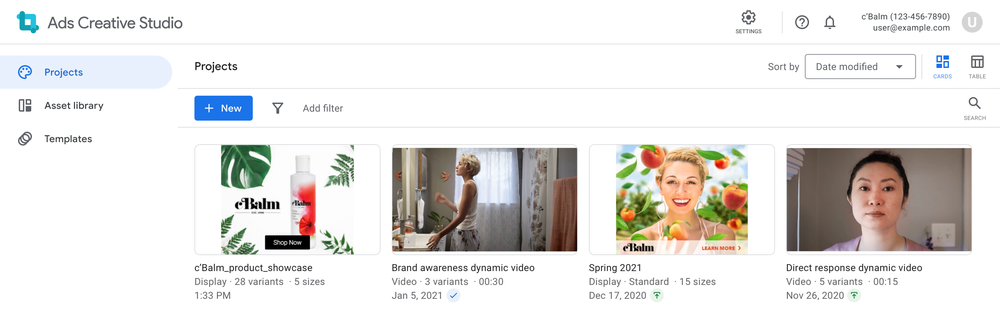 Ads Creative Studio
SETTINGS
c'Balm (123-456-7890)
user@example.com
U
Projects
Asset library
Templates
Projects
Sort by
Date modified
CARDS
TABLE
+ New
Add filter
SEARCH
cBalm
cBalm
Shop Now
c'Balm_product_showcase
Display · 28 variants · 5 sizes
1:33 PM
Brand awareness dynamic video
Video · 3 variants · 00:30
Jan 5, 2021
cBalm
LEARN MORE >
Spring 2021
Display · Standard · 15 sizes
Dec 17, 2020
Direct response dynamic video
Video · 5 variants · 00:15
Nov 26, 2020